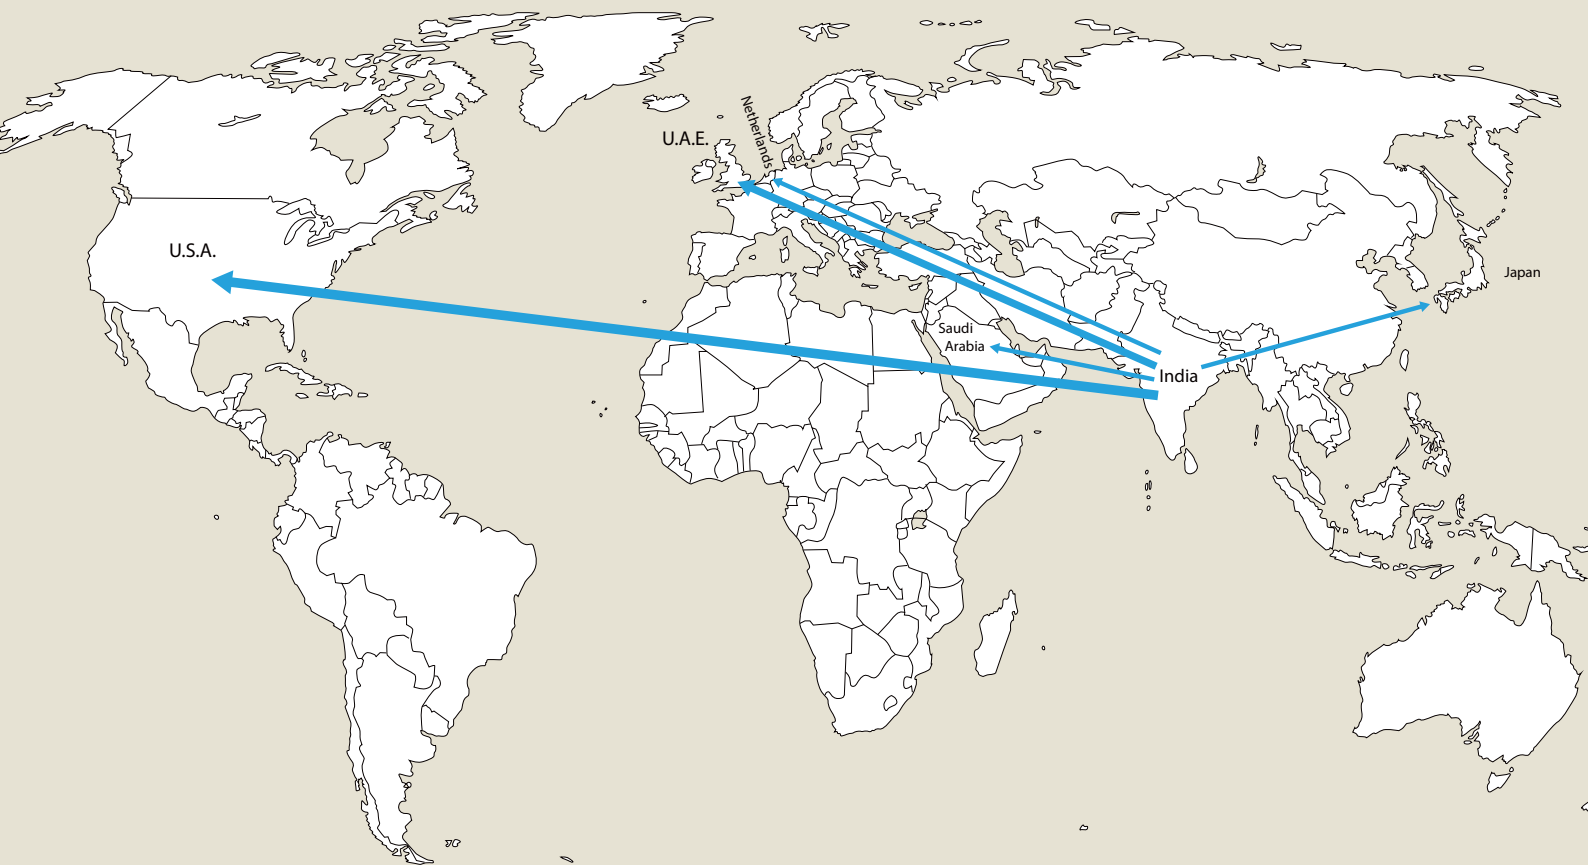 Netherlands
U.A.E.
U.S.A.
Japan
Saudi
Arabia
India